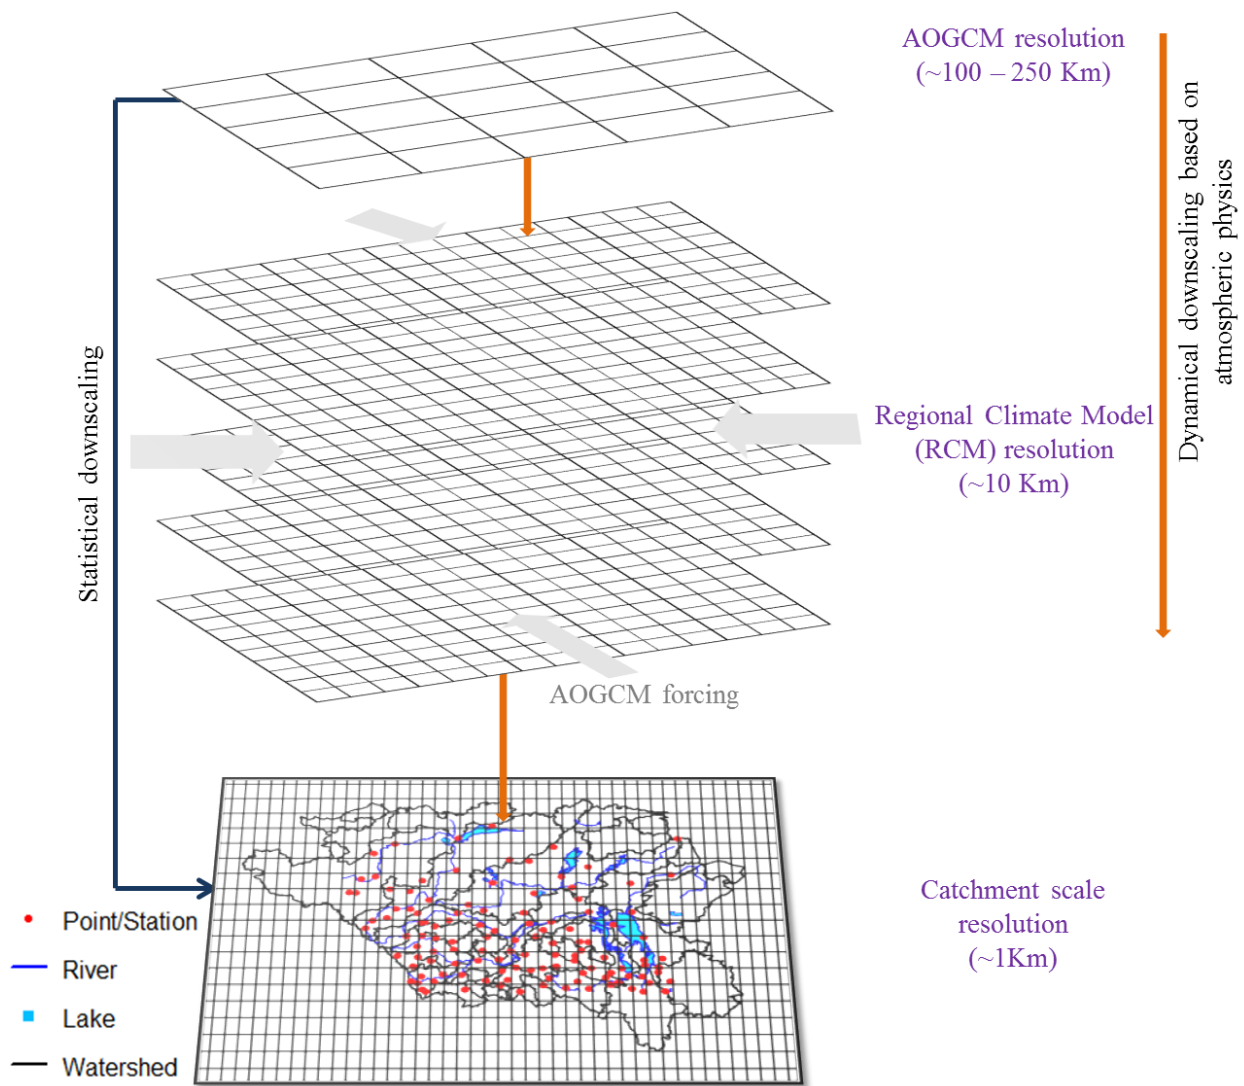 AOGCM resolution
(~100 – 250 Km)
Dynamical downscaling based on
atmospheric physics
Statistical downscaling
Regional Climate Model
(RCM) resolution
(~10 Km)
AOGCM forcing
Catchment scale
resolution
(~1Km)
Point/Station
River
Lake
Watershed